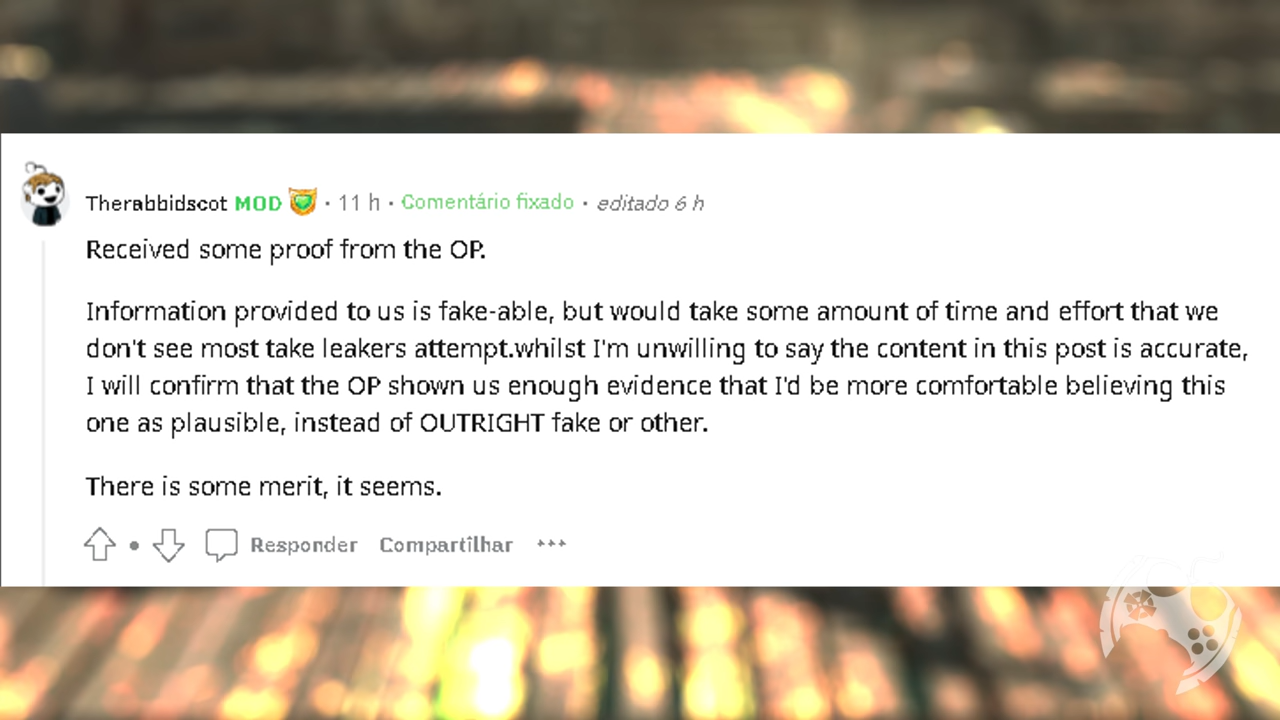 Therabbidscot MOD · 11 h · Comentário fixado · editado 6 h
Received some proof from the OP.
Information provided to us is fake-able, but would take some amount of time and effort that we
don't see most take leakers attempt.whilst I'm unwilling to say the content in this post is accurate,
I will confirm that the OP shown us enough evidence that I'd be more comfortable believing this
one as plausible, instead of OUTRIGHT fake or other.
There is some merit, it seems.
Responder Compartilhar